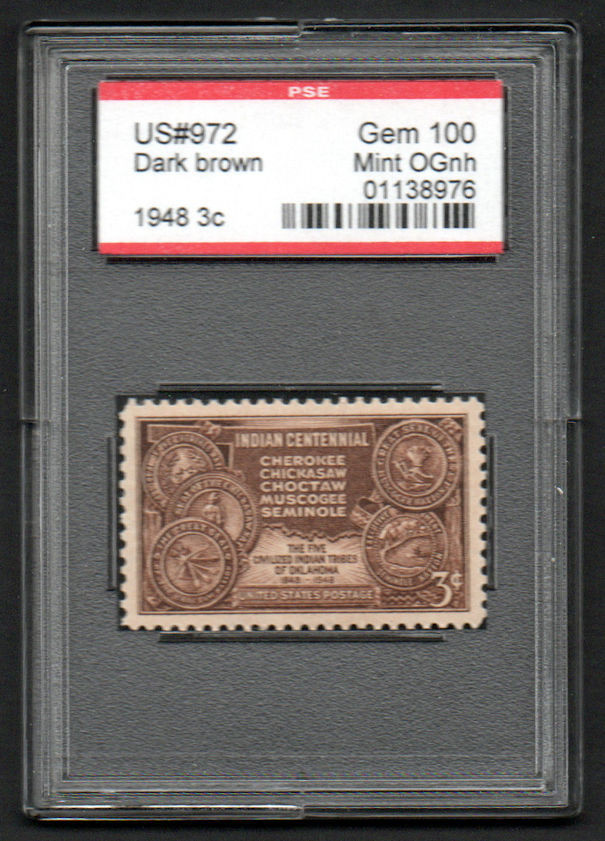 PSE
US#972 Gem 100
Dark brown Mint OGnh
01138976
1948 3c
INDIAN CENTENNIAL
CHEROKEE
CHICKASAW
CHOCTAW
MUSCOGEE
SEMINOLE
THE FIVE
CIVILIZED INDIAN TRIBES
OF OKLAHOMA
1848 - 1948
UNITED STATES POSTAGE
3¢